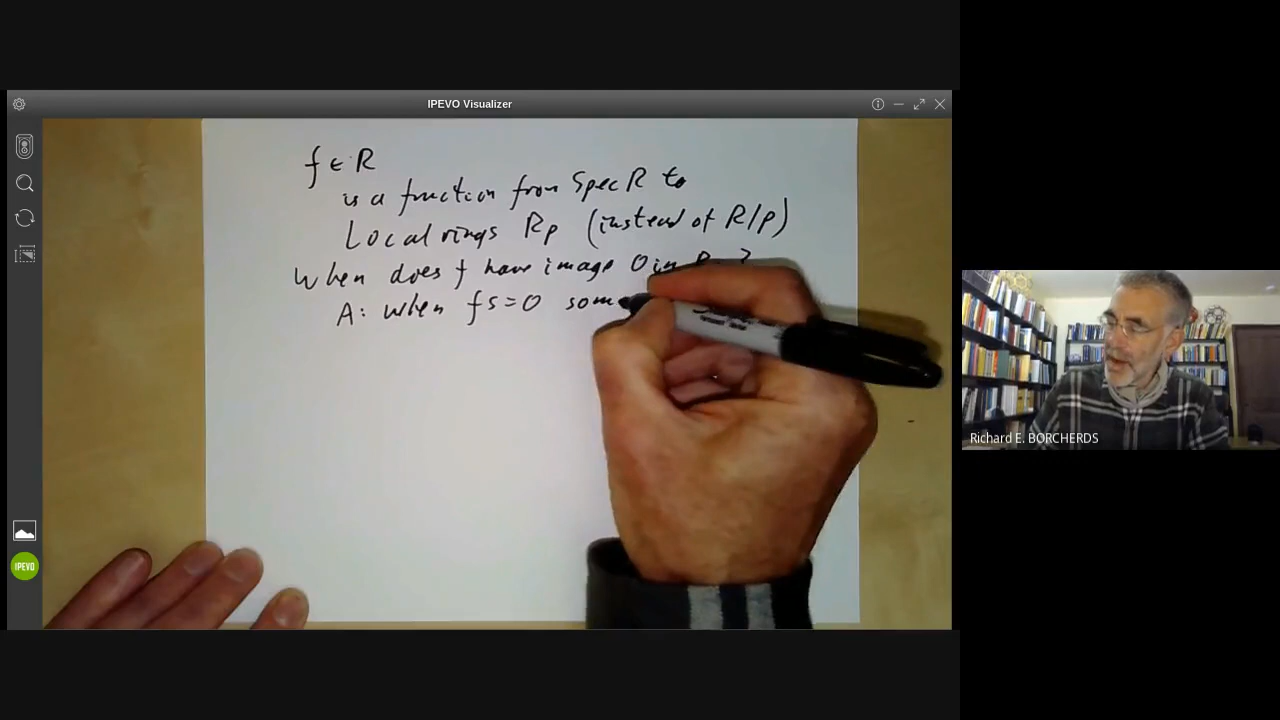 IPEVO Visualizer
f ∈ R
is a function from Spec R to
Local rings Rp (instead of R/p)
When does f have image 0 in R ?
A: when fs=0 som
IPEVO
Richard E. BORCHERDS